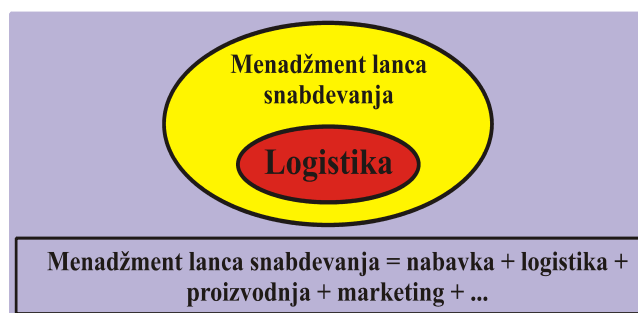 Menadžment lanca
snabdevanja
Logistika
Menadžment lanca snabdevanja = nabavka + logistika +
proizvodnja + marketing + ...